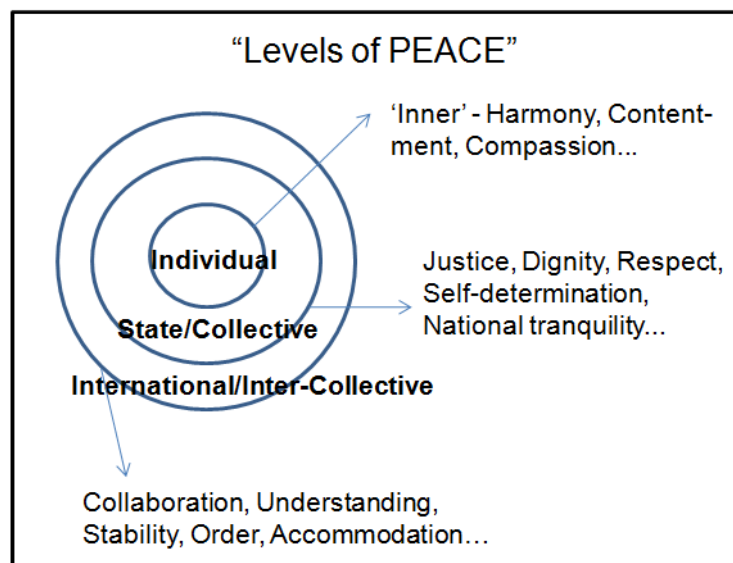 “Levels of PEACE”
‘Inner’ - Harmony, Content-
ment, Compassion...
Individual
Justice, Dignity, Respect,
Self-determination,
National tranquility...
State/Collective
International/Inter-Collective
Collaboration, Understanding,
Stability, Order, Accommodation…